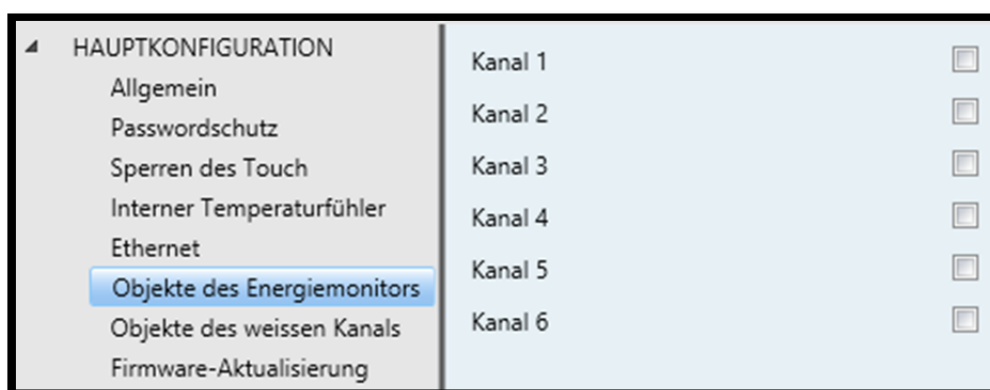 HAUPTKONFIGURATION
Allgemein
Passwordschutz
Sperren des Touch
Interner Temperaturfühler
Ethernet
Objekte des Energiemonitors
Objekte des weissen Kanals
Firmware-Aktualisierung
Kanal 1
Kanal 2
Kanal 3
Kanal 4
Kanal 5
Kanal 6